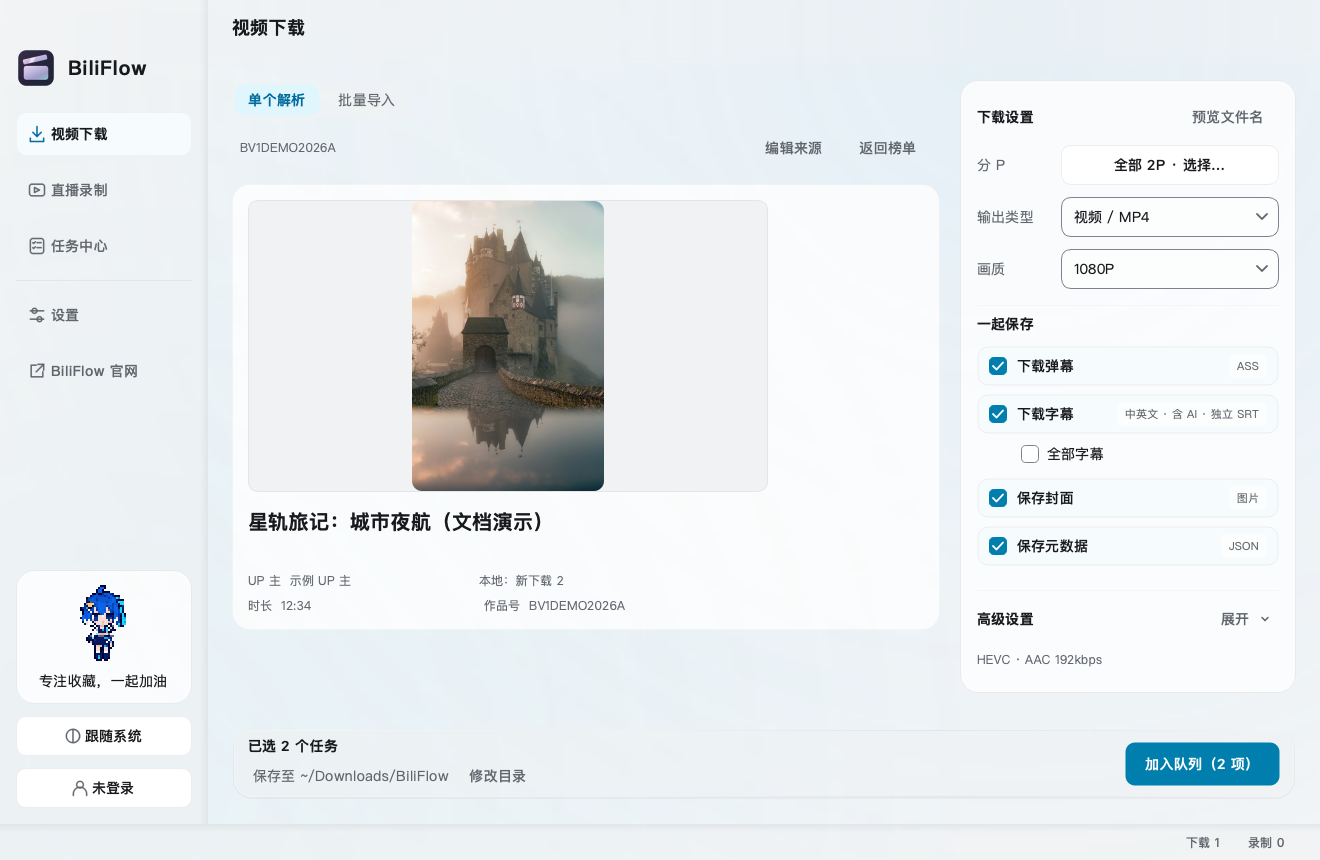 BiliFlow
视频下载
直播录制
任务中心
设置
BiliFlow 官网
专注收藏，一起加油
跟随系统
未登录
视频下载
单个解析 批量导入
BV1DEMO2026A 编辑来源 返回榜单
星轨旅记：城市夜航（文档演示）
UP 主 示例 UP 主 本地：新下载 2
时长 12:34 作品号 BV1DEMO2026A
下载设置 预览文件名
分 P 全部 2P · 选择...
输出类型 视频 / MP4
画质 1080P
一起保存
下载弹幕 ASS
下载字幕 中英文 · 含 AI · 独立 SRT
全部字幕
保存封面 图片
保存元数据 JSON
高级设置 展开
HEVC · AAC 192kbps
已选 2 个任务
保存至 ~/Downloads/BiliFlow 修改目录
加入队列（2 项）
下载 1 录制 0